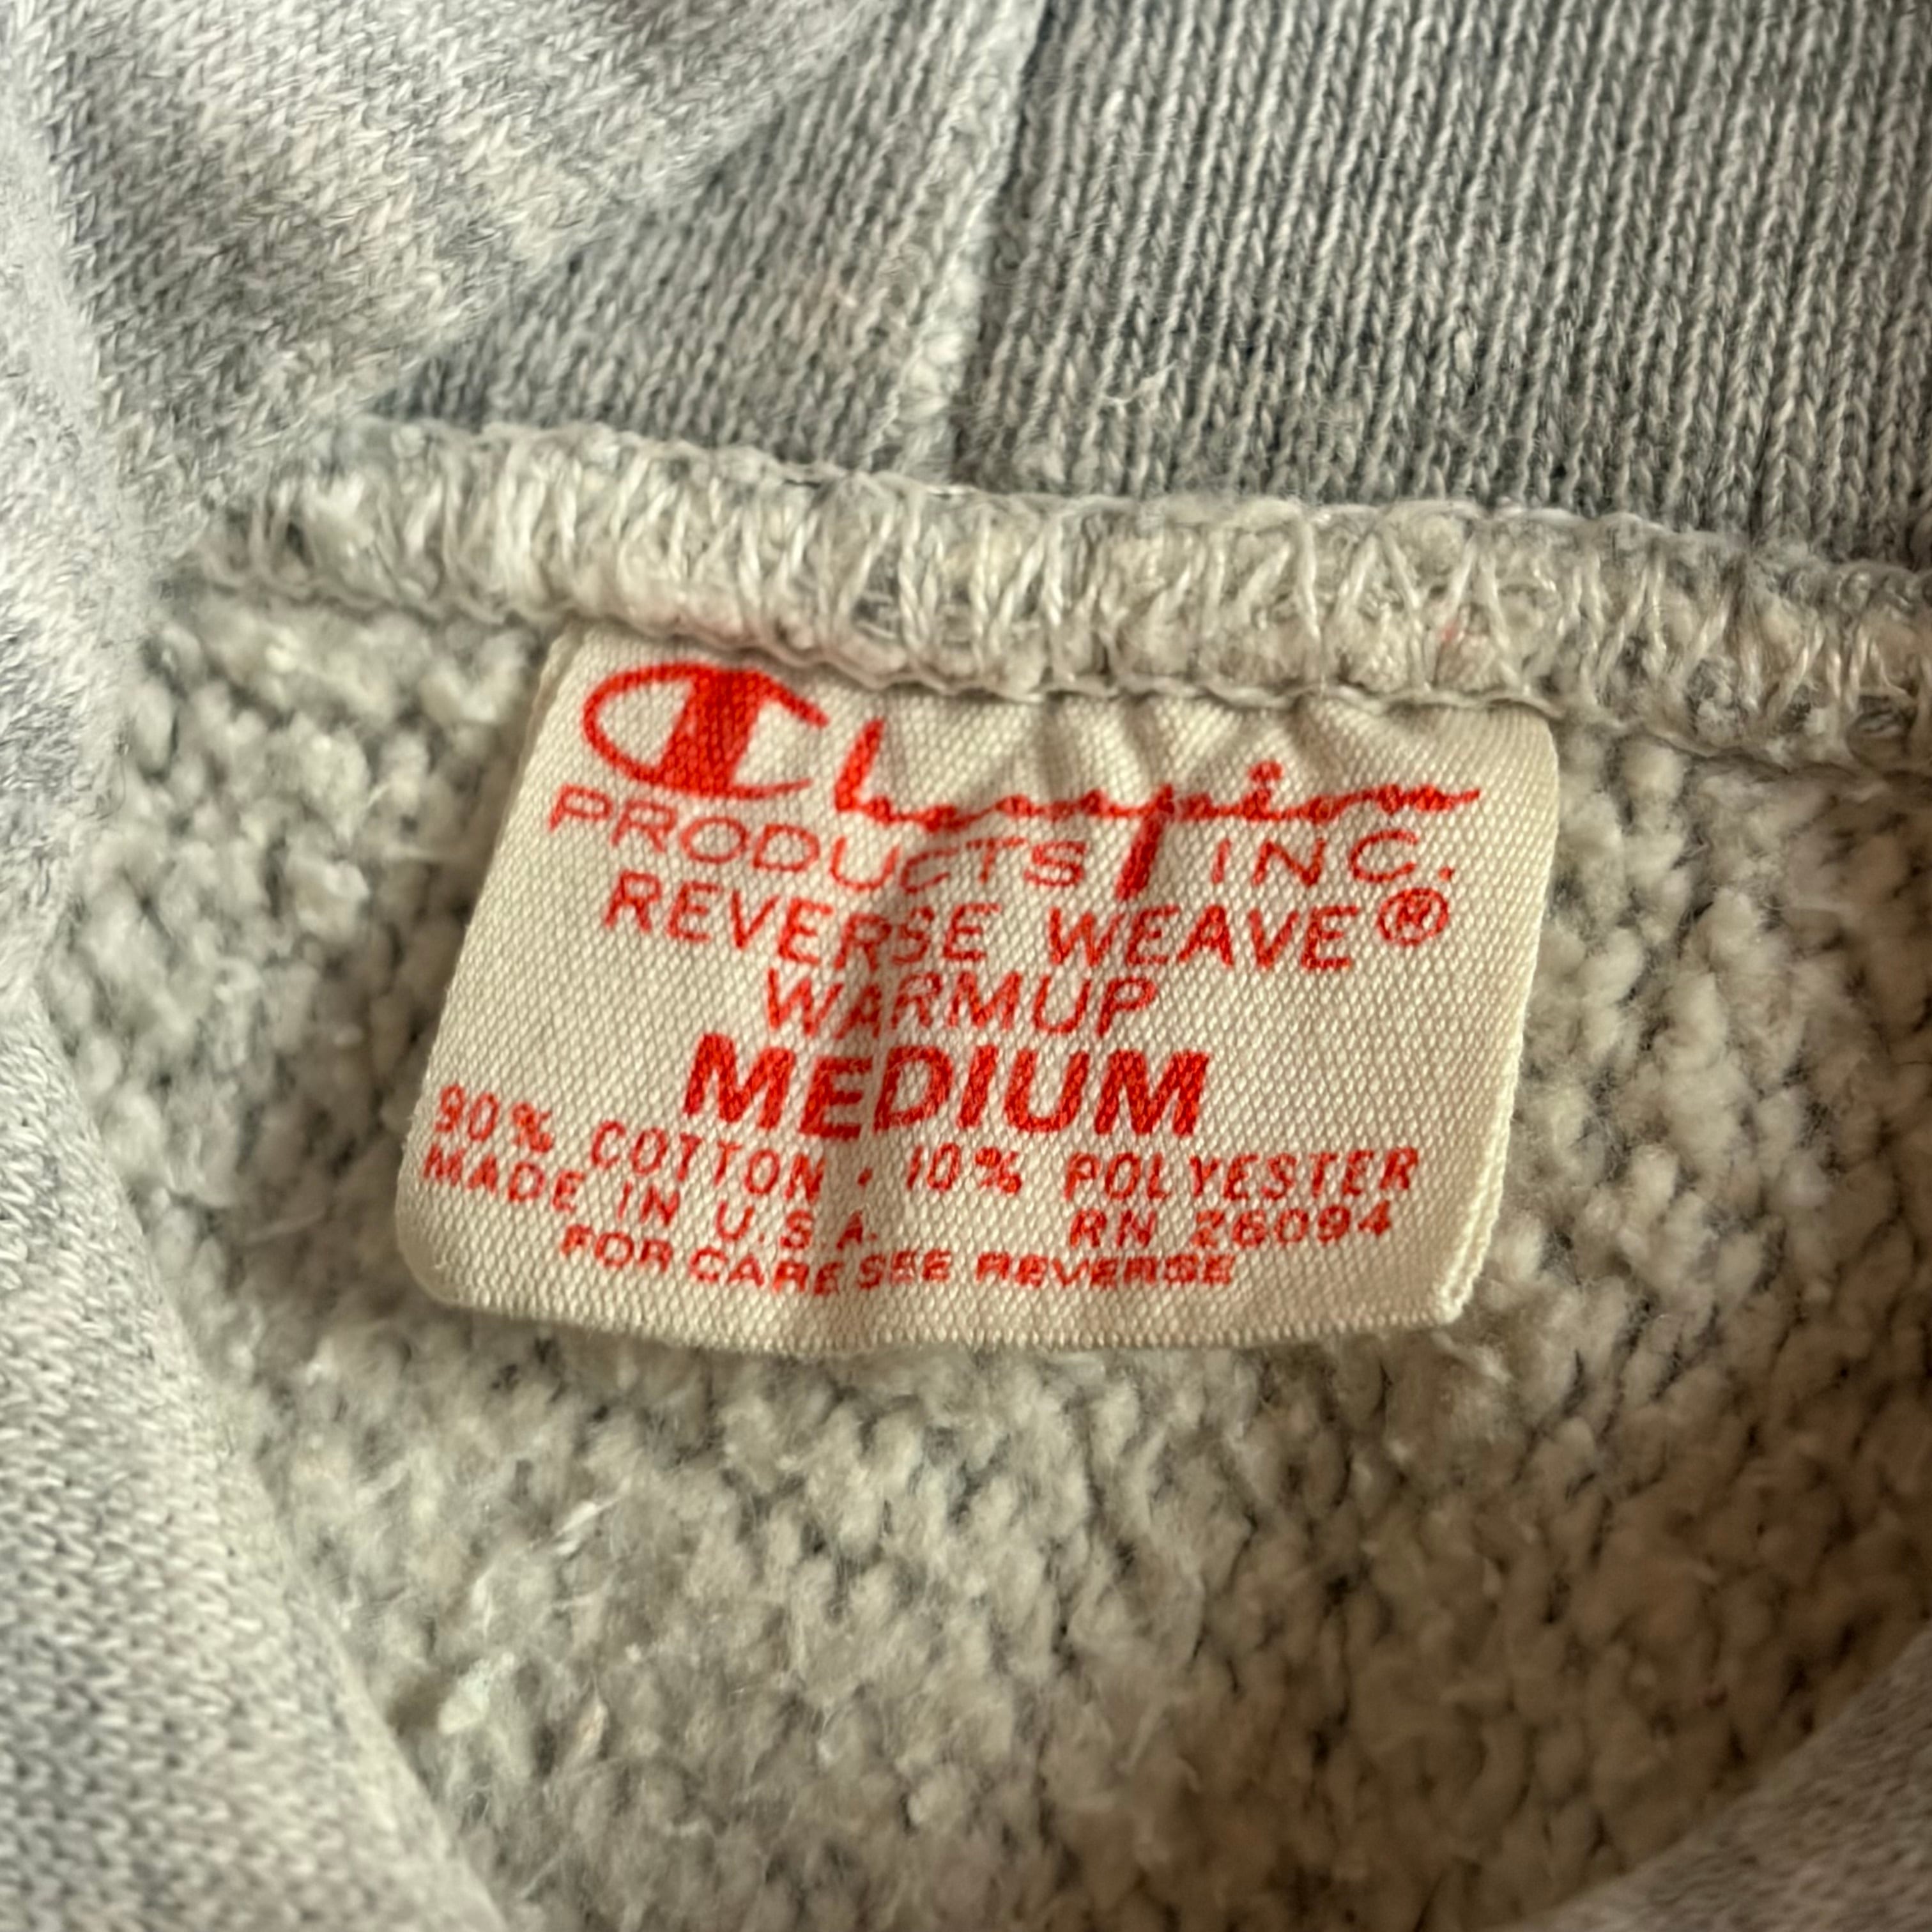 Champion
PRODUCTS INC.
REVERSE WEAVE®
WARMUP
MEDIUM
90% COTTON · 10% POLYESTER
MADE IN U.S.A. RN 26094
FOR CARE SEE REVERSE